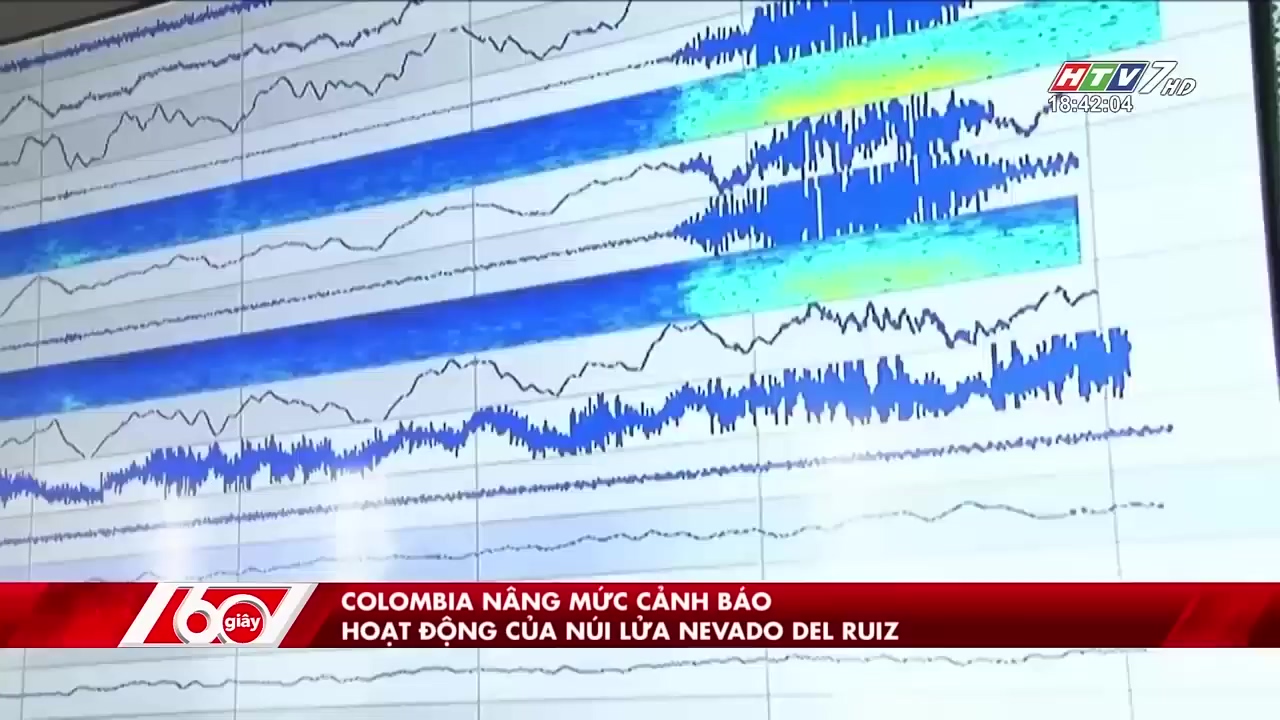 HTV7 HD
18:42:04
60 giây
COLOMBIA NÂNG MỨC CẢNH BÁO
HOẠT ĐỘNG CỦA NÚI LỬA NEVADO DEL RUIZ